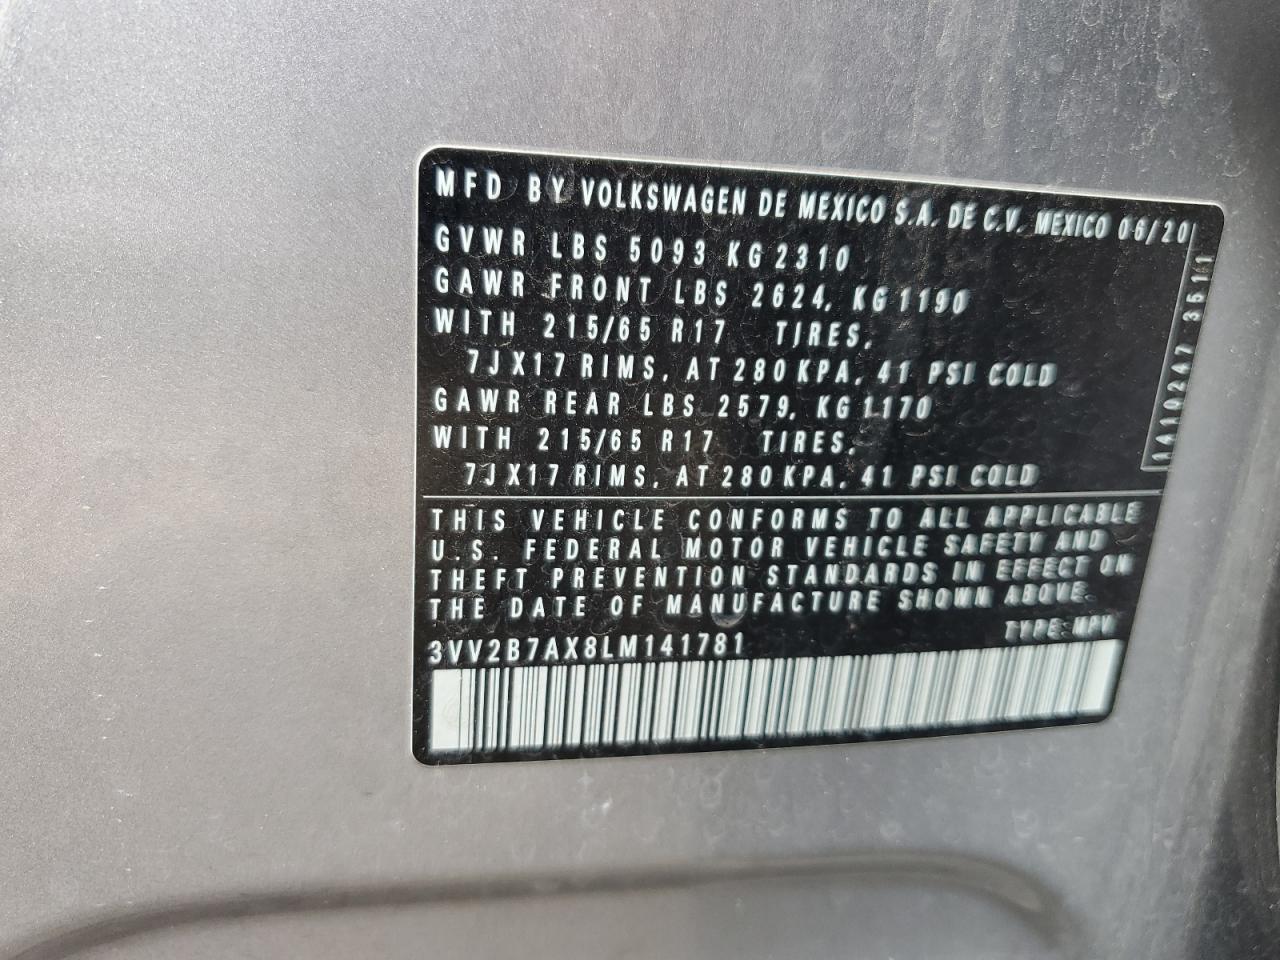 MFD BY VOLKSWAGEN DE MEXICO S.A. DE C.V. MEXICO 06/20
GVWR LBS 5093 KG 2310
GAWR FRONT LBS 2624, KG 1190
WITH 215/65 R17 TIRES,
7JX17 RIMS, AT 280 KPA, 41 PSI COLD
GAWR REAR LBS 2579, KG 1170
WITH 215/65 R17 TIRES,
7JX17 RIMS, AT 280 KPA, 41 PSI COLD
THIS VEHICLE CONFORMS TO ALL APPLICABLE
U.S. FEDERAL MOTOR VEHICLE SAFETY AND
THEFT PREVENTION STANDARDS IN EFFECT ON
THE DATE OF MANUFACTURE SHOWN ABOVE.
TYPE: MPV
3VV2B7AX8LM141781